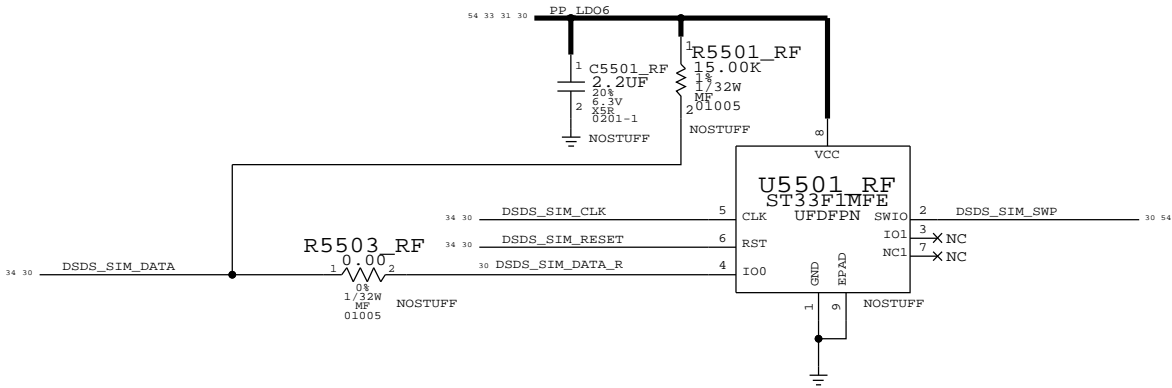 54 33 31 30 PP_LDO6
1 C5501_RF
2.2UF
20%
6.3V
2 X5R
0201-1
NOSTUFF
1 R5501_RF
15.00K
1%
1/32W
MF
2 01005
NOSTUFF
8
VCC
U5501_RF
ST33F1MFE
UFDFPN
34 30 DSDS_SIM_CLK 5 CLK
SWIO 2 DSDS_SIM_SWP 30 54
34 30 DSDS_SIM_RESET 6 RST
IO1 3 NC
NC1 7 NC
R5503_RF
0.00
34 30 DSDS_SIM_DATA 1 2 30 DSDS_SIM_DATA_R 4 IO0
0%
1/32W
MF
01005
NOSTUFF
GND EPAD
1 9
NOSTUFF